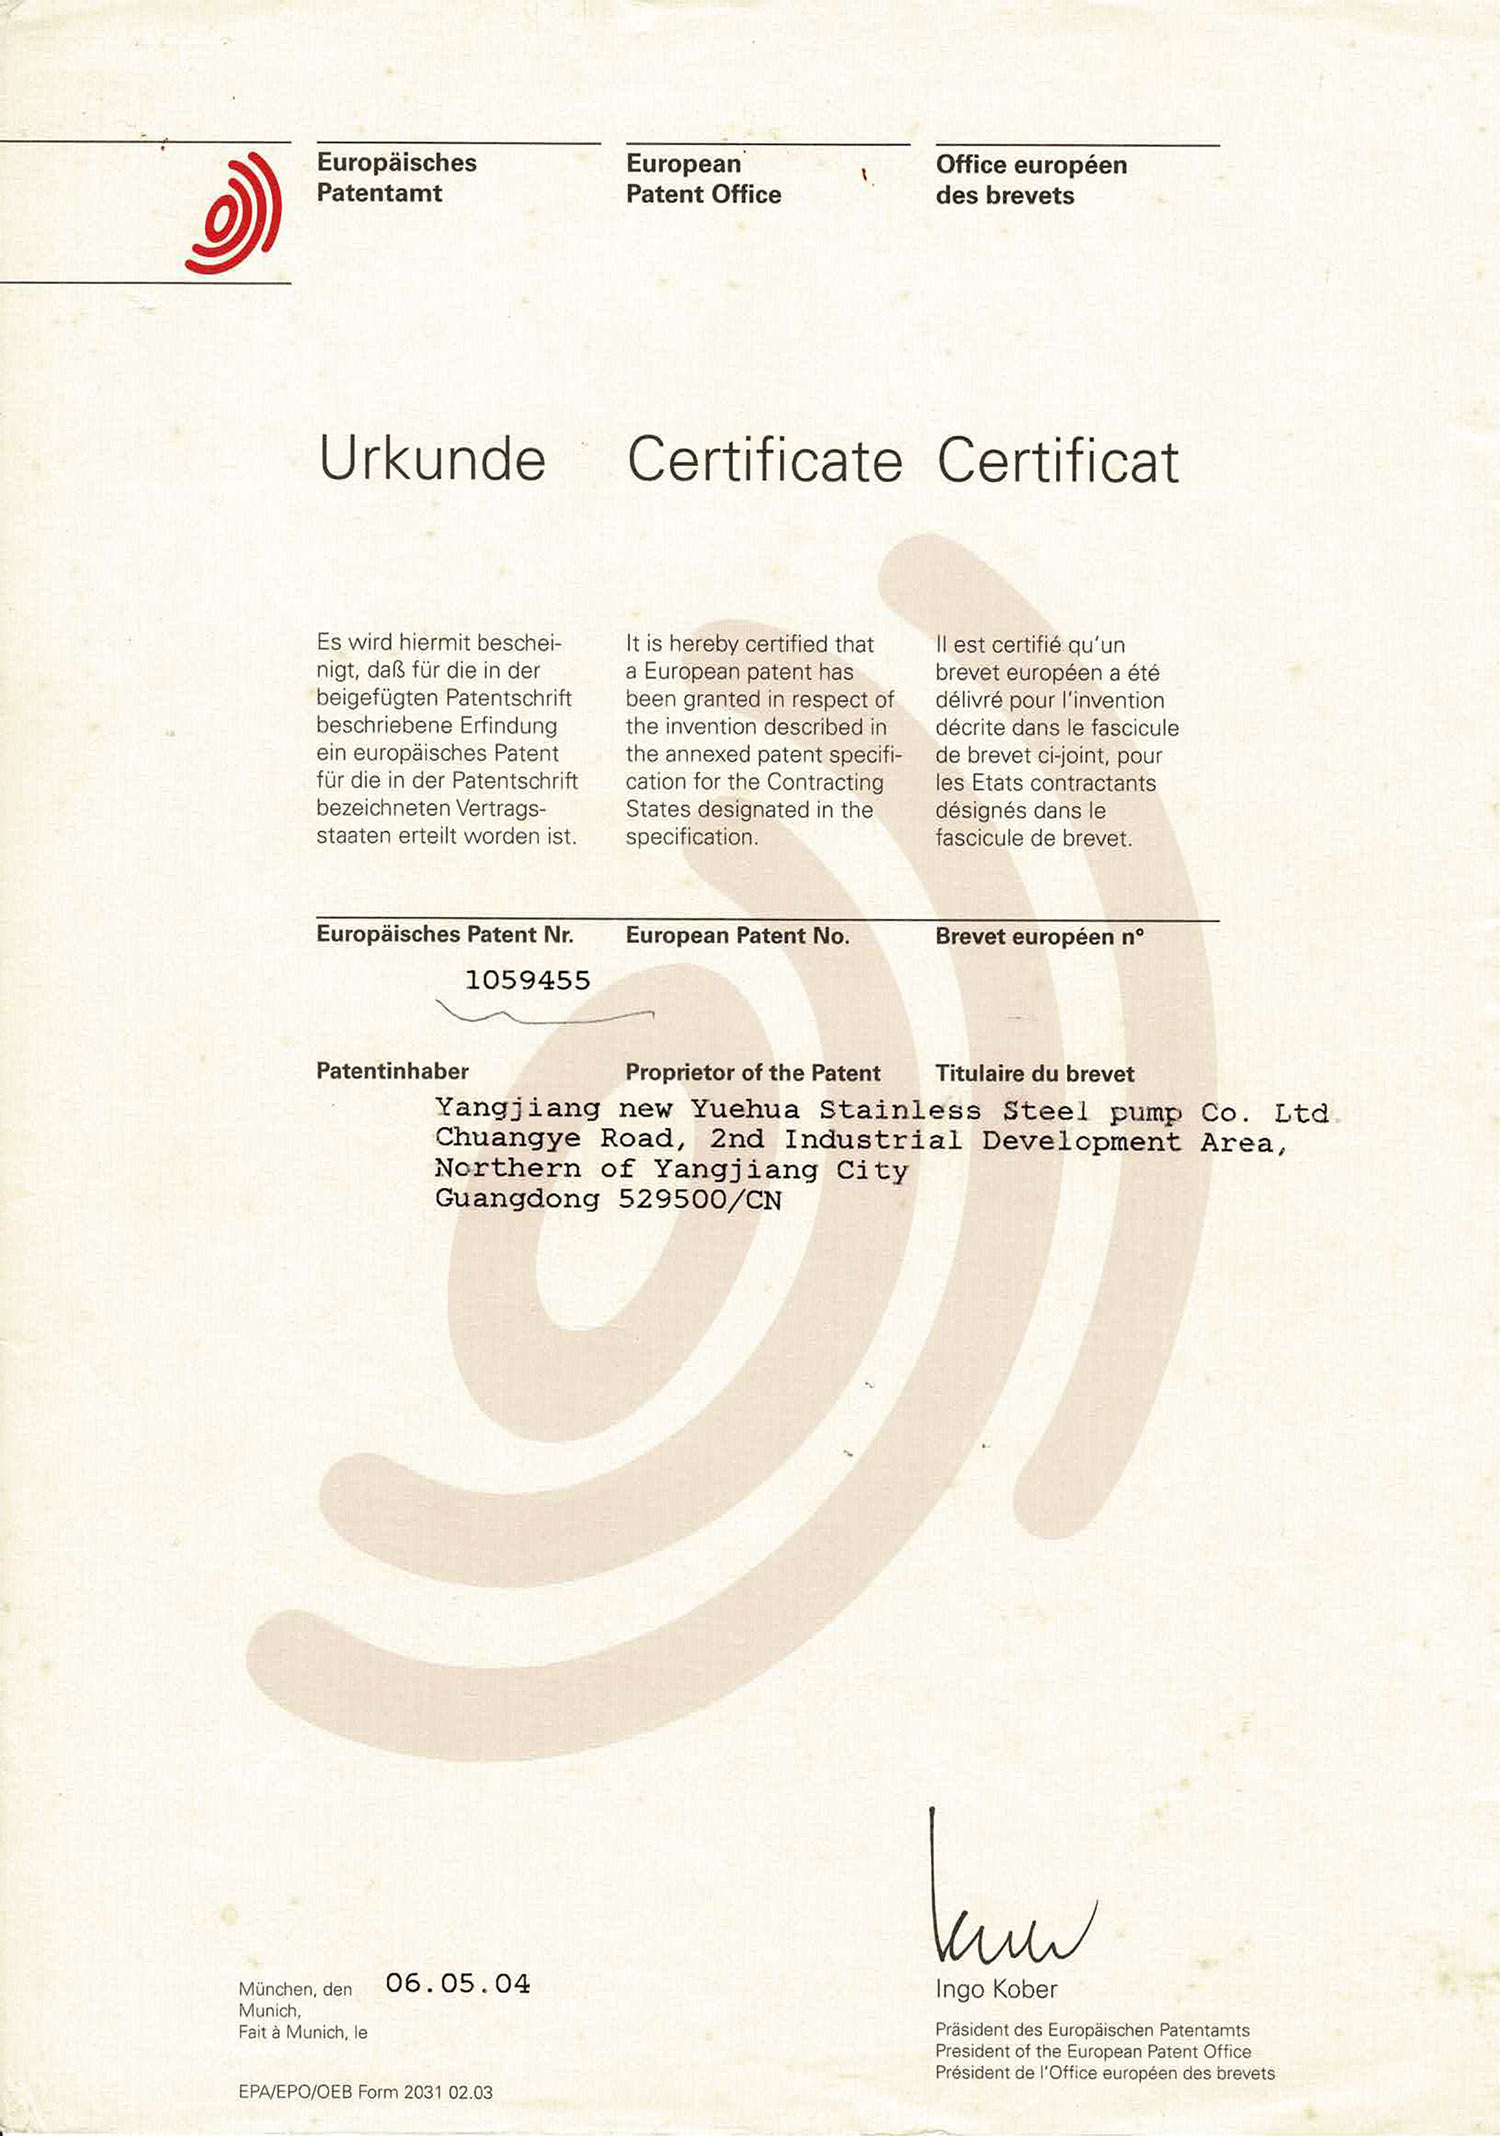 Europäisches
Patentamt
European
Patent Office
Office européen
des brevets
Urkunde
Certificate
Certificat
Es wird hiermit beschei-
nigt, daß für die in der
beigefügten Patentschrift
beschriebene Erfindung
ein europäisches Patent
für die in der Patentschrift
bezeichneten Vertrags-
staaten erteilt worden ist.
It is hereby certified that
a European patent has
been granted in respect of
the invention described in
the annexed patent specifi-
cation for the Contracting
States designated in the
specification.
Il est certifié qu'un
brevet européen a été
délivré pour l'invention
décrite dans le fascicule
de brevet ci-joint, pour
les Etats contractants
désignés dans le
fascicule de brevet.
Europäisches Patent Nr.
European Patent No.
Brevet européen nº
1059455
Patentinhaber
Proprietor of the Patent
Titulaire du brevet
Yangjiang new Yuehua Stainless Steel pump Co. Ltd.
Chuangye Road, 2nd Industrial Development Area,
Northern of Yangjiang City
Guangdong 529500/CN
München, den
Munich,
Fait à Munich, le
06.05.04
EPA/EPO/OEB Form 2031 02.03
Ingo Kober
Präsident des Europäischen Patentamts
President of the European Patent Office
Président de l'Office européen des brevets